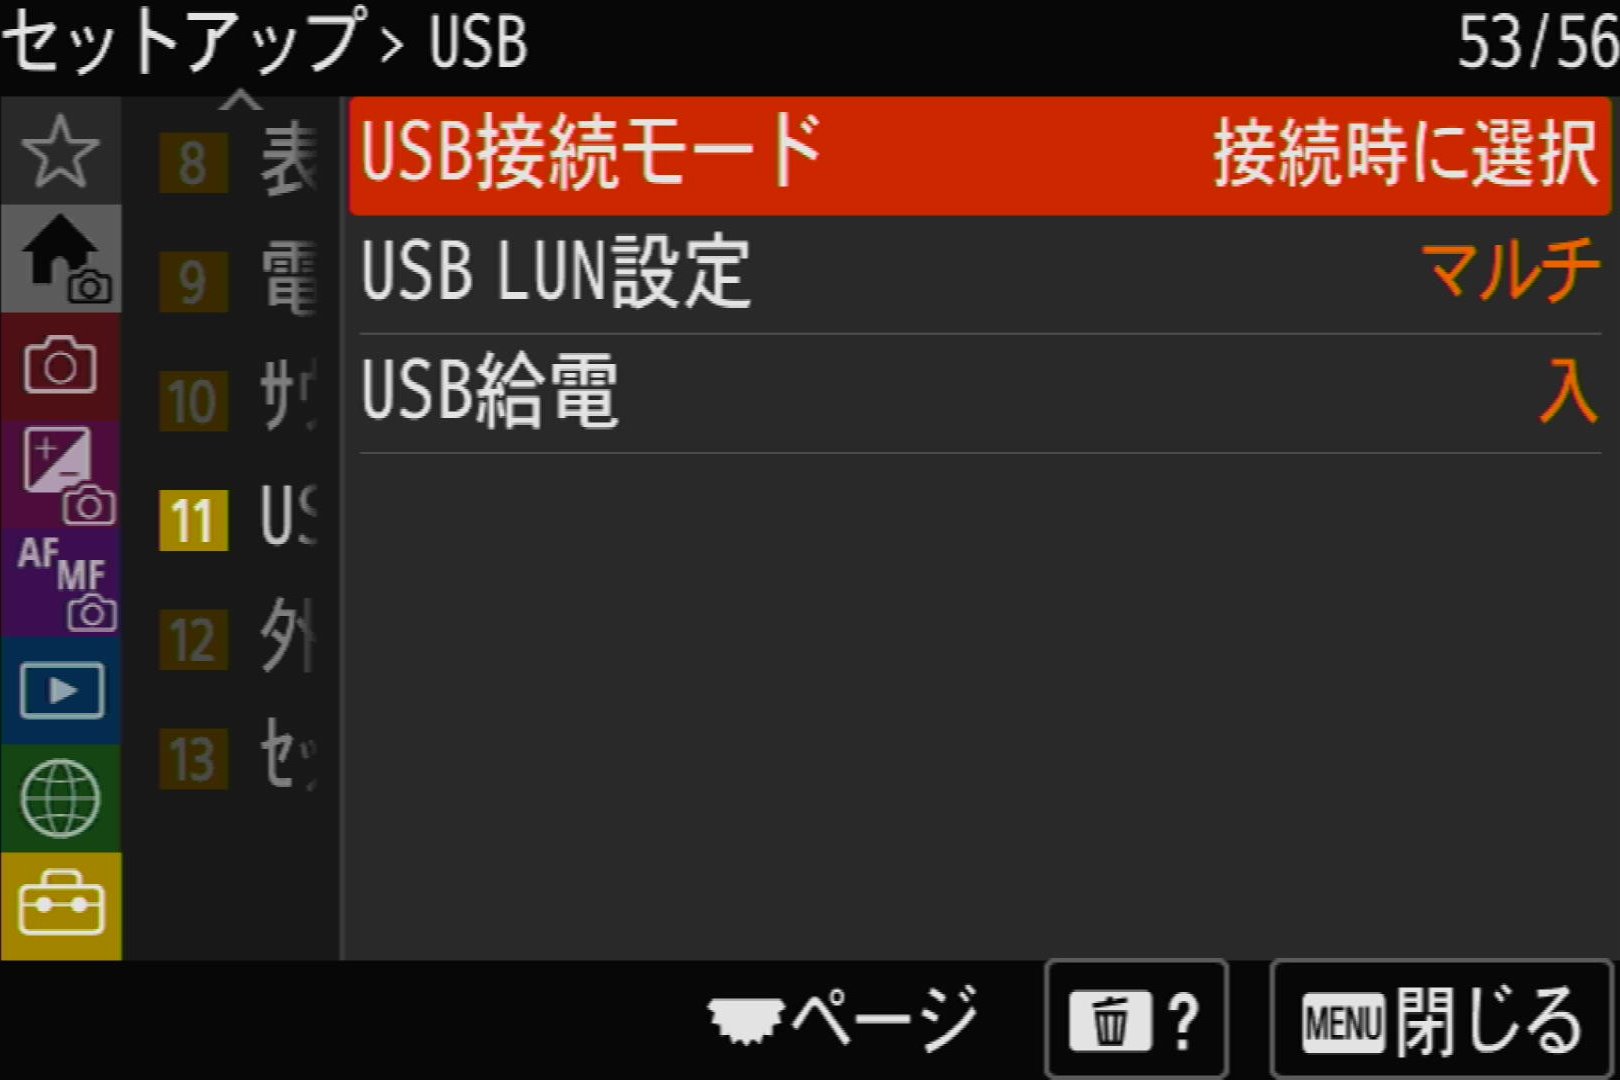 セットアップ> USB
53/56
8 表
USB接続モード 接続時に選択
9 電
USB LUN設定 マルチ
10 ｻｳ
USB給電 入
11 US
12 外
13 ｾｯ
AF MF
ページ
?
MENU 閉じる